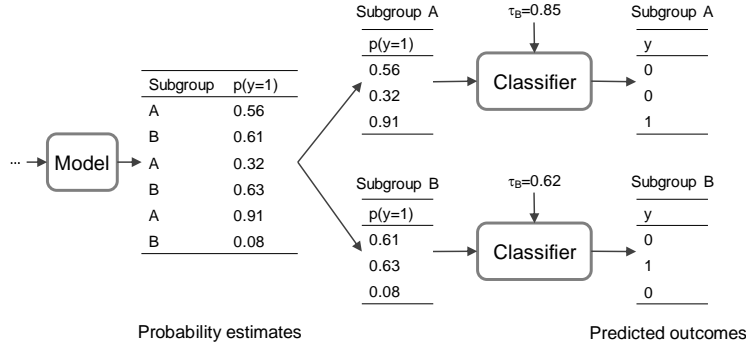 Subgroup A
τB=0.85
Subgroup A
p(y=1)
y
0.56
0
0.32
Classifier
0
0.91
1
Subgroup p(y=1)
A 0.56
B 0.61
... Model
A 0.32
B 0.63
A 0.91
B 0.08
Subgroup B
τB=0.62
Subgroup B
p(y=1)
y
0.61
0
0.63
Classifier
1
0.08
0
Probability estimates
Predicted outcomes